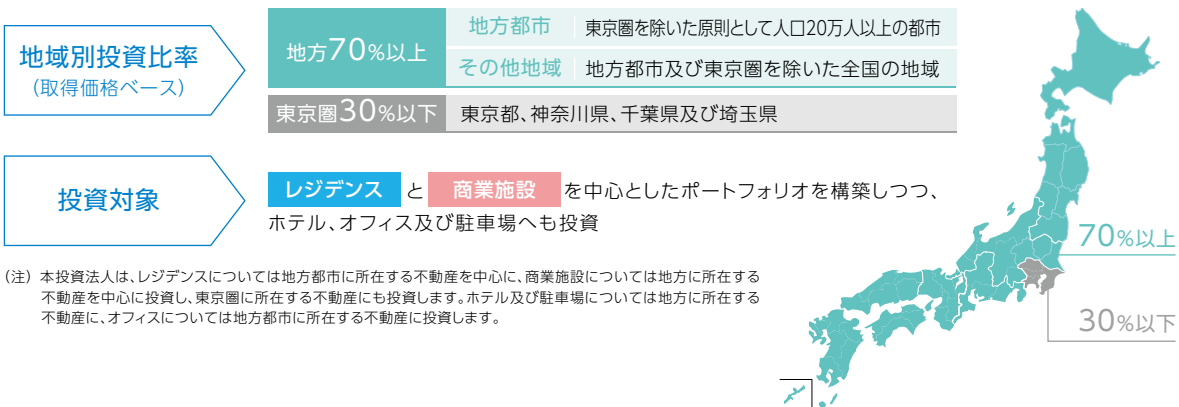 地域別投資比率
(取得価格ベース)
地方70%以上
地方都市 東京圏を除いた原則として人口20万人以上の都市
その他地域 地方都市及び東京圏を除いた全国の地域
東京圏30%以下 東京都、神奈川県、千葉県及び埼玉県
投資対象
レジデンス と 商業施設 を中心としたポートフォリオを構築しつつ、
ホテル、オフィス及び駐車場へも投資
(注) 本投資法人は、レジデンスについては地方都市に所在する不動産を中心に、商業施設については地方に所在する
不動産を中心に投資し、東京圏に所在する不動産にも投資します。ホテル及び駐車場については地方に所在する
不動産に、オフィスについては地方都市に所在する不動産に投資します。
70%以上
30%以下